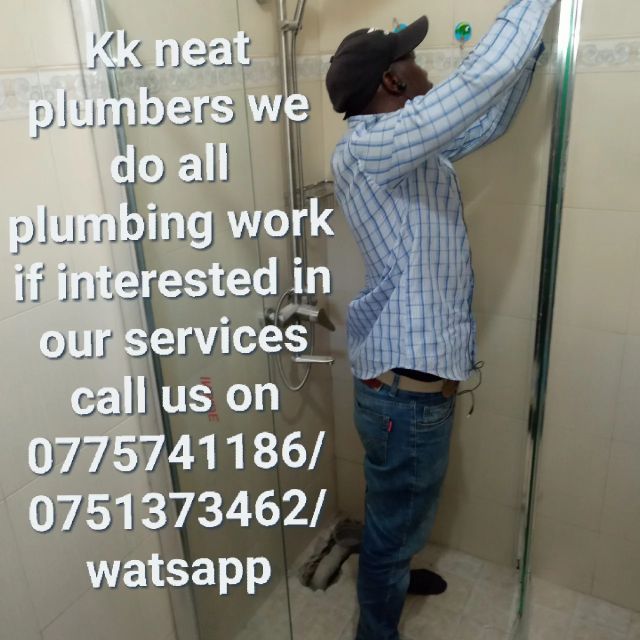 Kk neat
plumbers we
do all
plumbing work
if interested in
our services
call us on
0775741186/
0751373462/
watsapp